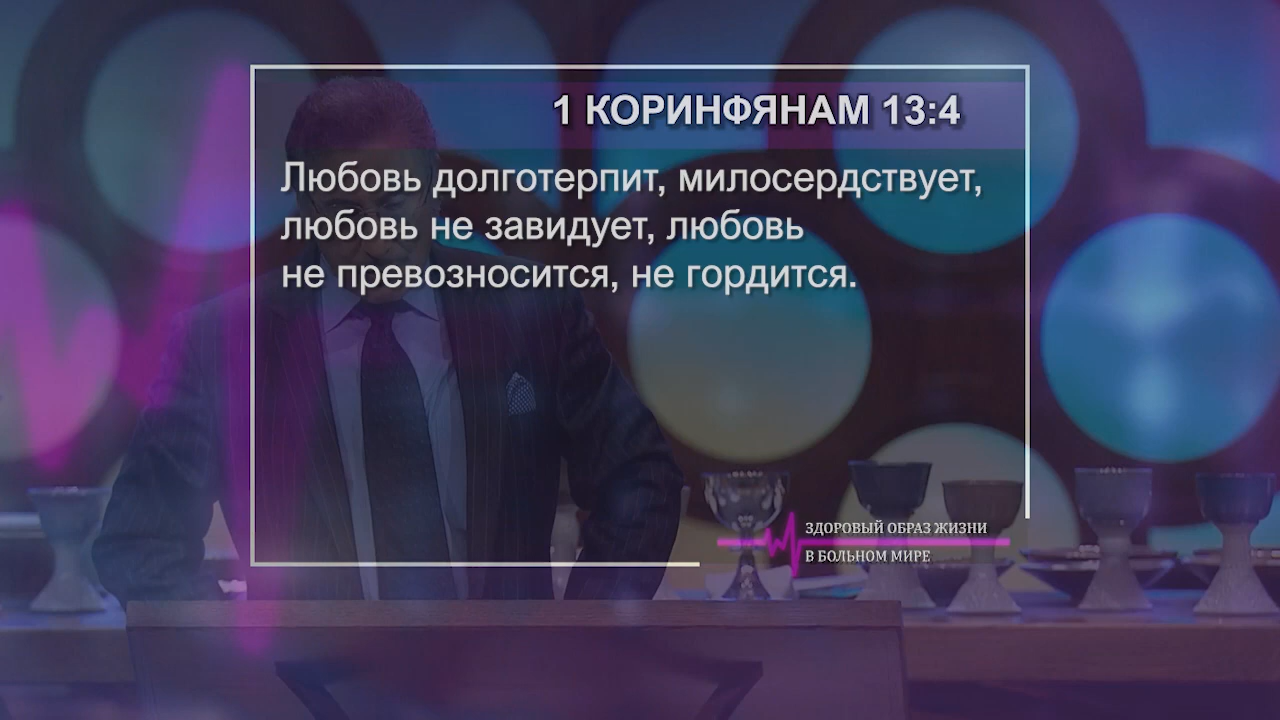 1 КОРИНФЯНАМ 13:4
Любовь долготерпит, милосердствует,
любовь не завидует, любовь
не превозносится, не гордится.
ЗДОРОВЫЙ ОБРАЗ ЖИЗНИ
В БОЛЬНОМ МИРЕ